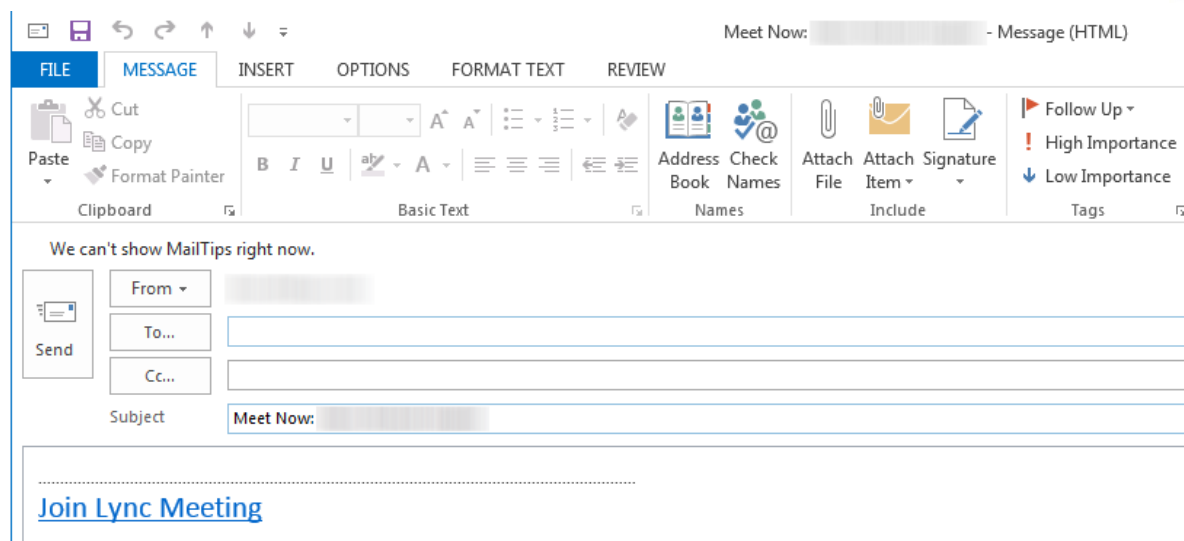 Meet Now: - Message (HTML)
FILE MESSAGE INSERT OPTIONS FORMAT TEXT REVIEW
Paste
Cut
Copy
Format Painter
Clipboard
B I U
Basic Text
Address Book
Check Names
Names
Attach File
Attach Item
Signature
Include
Follow Up
High Importance
Low Importance
Tags
We can't show MailTips right now.
Send
From
To...
Cc...
Subject Meet Now:
Join Lync Meeting